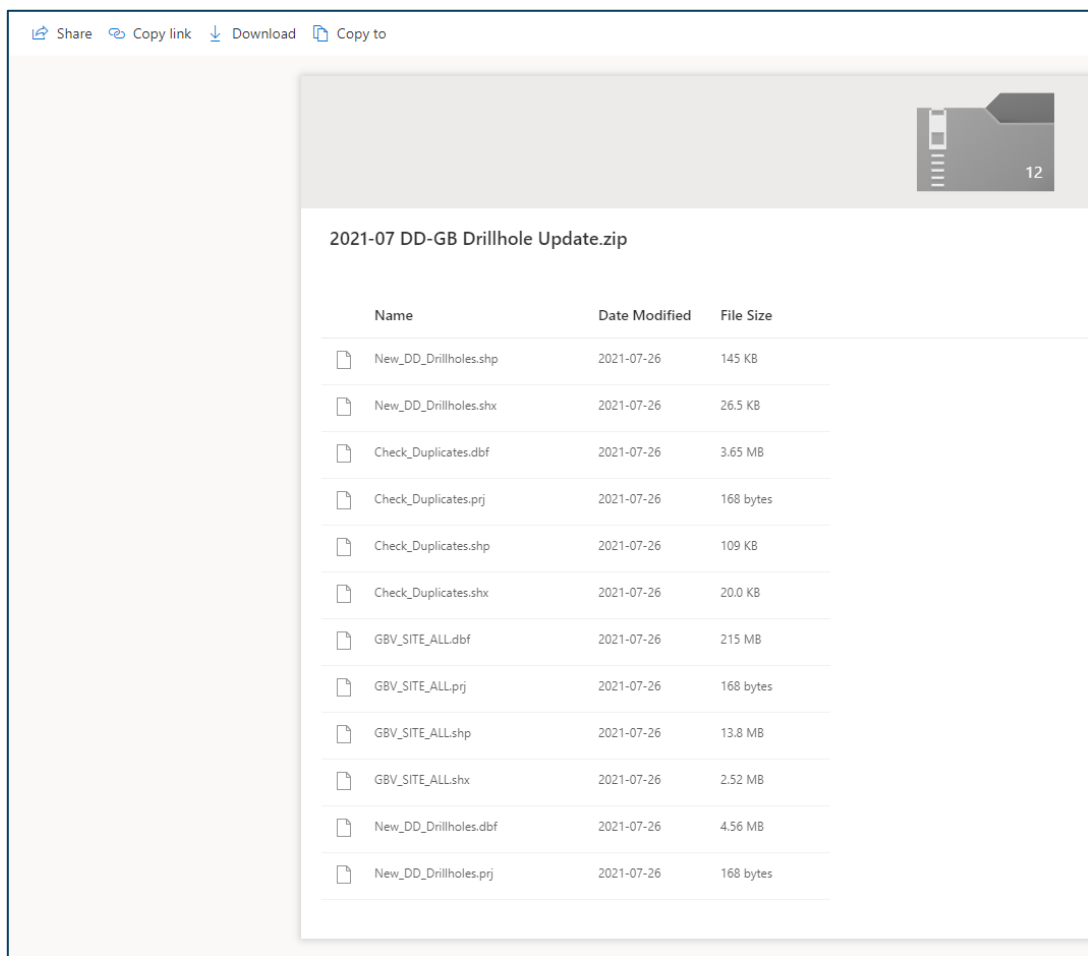 Share Copy link Download Copy to
12
2021-07 DD-GB Drillhole Update.zip
Name Date Modified File Size
New_DD_Drillholes.shp 2021-07-26 145 KB
New_DD_Drillholes.shx 2021-07-26 26.5 KB
Check_Duplicates.dbf 2021-07-26 3.65 MB
Check_Duplicates.prj 2021-07-26 168 bytes
Check_Duplicates.shp 2021-07-26 109 KB
Check_Duplicates.shx 2021-07-26 20.0 KB
GBV_SITE_ALL.dbf 2021-07-26 215 MB
GBV_SITE_ALL.prj 2021-07-26 168 bytes
GBV_SITE_ALL.shp 2021-07-26 13.8 MB
GBV_SITE_ALL.shx 2021-07-26 2.52 MB
New_DD_Drillholes.dbf 2021-07-26 4.56 MB
New_DD_Drillholes.prj 2021-07-26 168 bytes